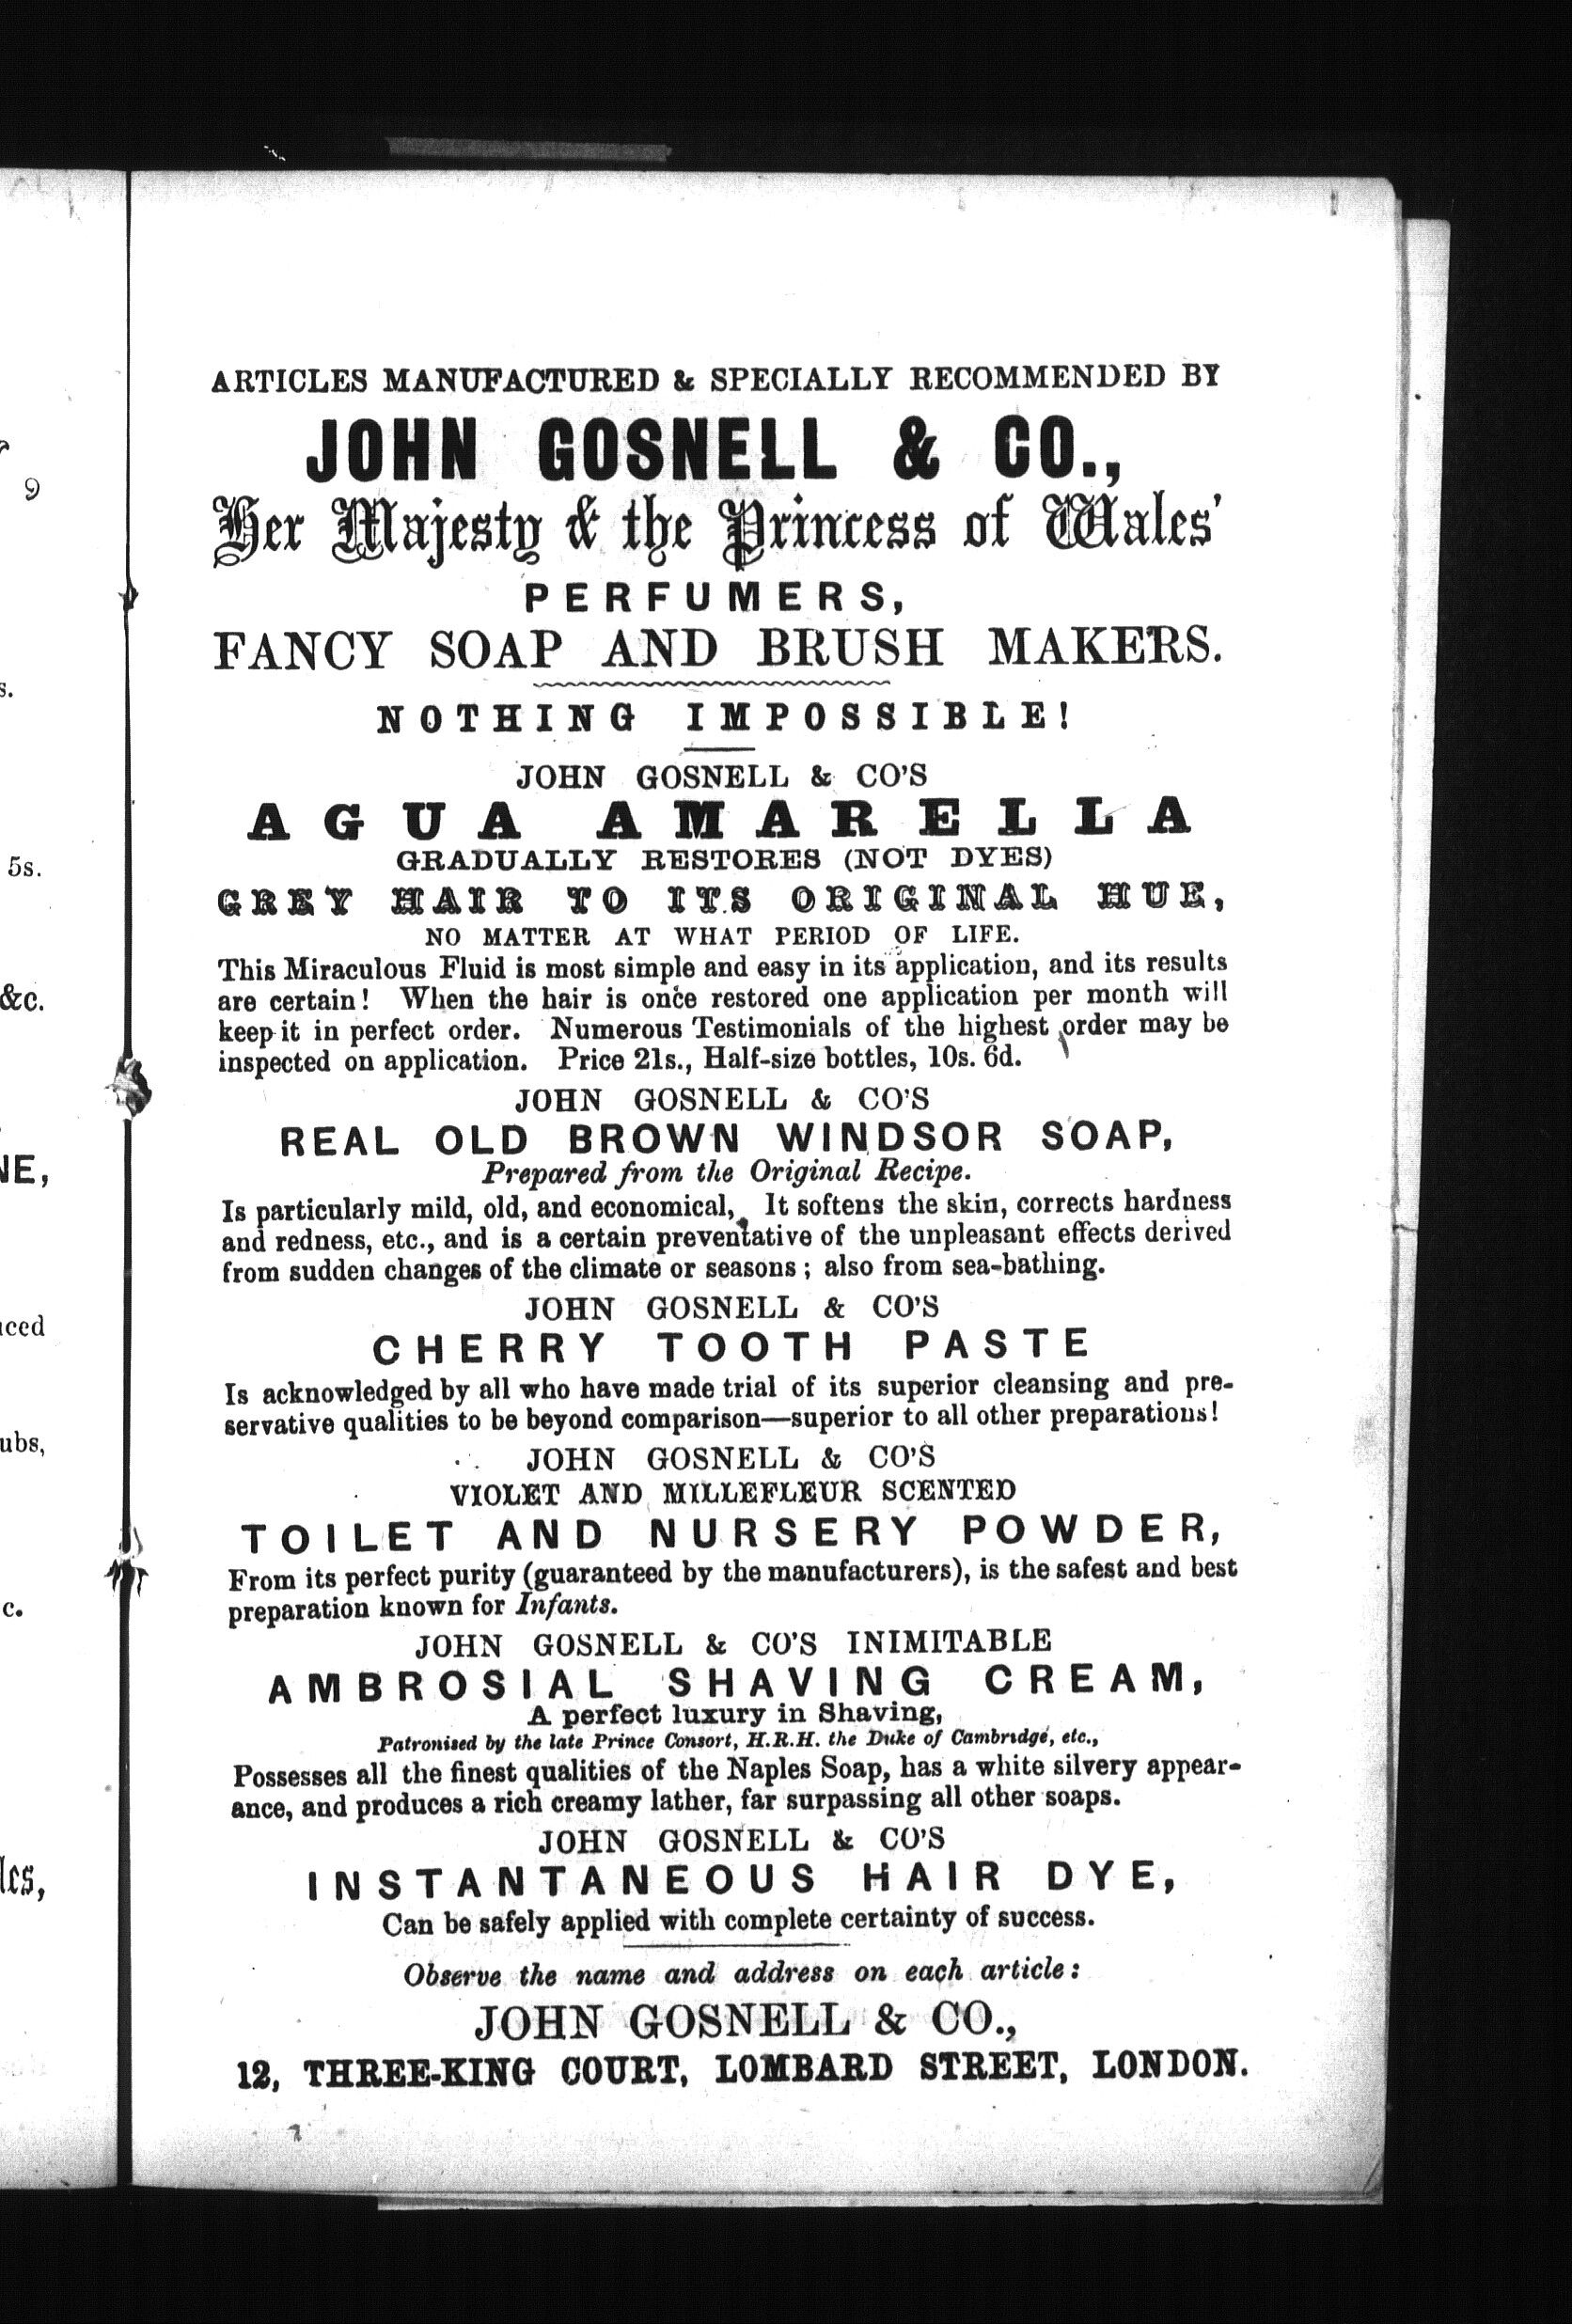 9
s.
5s.
&c.
NE,
ced
ubs,
c.
les,
ARTICLES MANUFACTURED & SPECIALLY RECOMMENDED BY
JOHN GOSNELL & CO.,
Her Majesty & the Princess of Wales'
PERFUMERS,
FANCY SOAP AND BRUSH MAKERS.
NOTHING IMPOSSIBLE!
JOHN GOSNELL & CO'S
AGUA AMARELLA
GRADUALLY RESTORES (NOT DYES)
GREY HAIR TO ITS ORIGINAL HUE,
NO MATTER AT WHAT PERIOD OF LIFE.
This Miraculous Fluid is most simple and easy in its application, and its results
are certain! When the hair is once restored one application per month will
keep it in perfect order. Numerous Testimonials of the highest order may be
inspected on application. Price 21s., Half-size bottles, 10s. 6d.
JOHN GOSNELL & CO'S
REAL OLD BROWN WINDSOR SOAP,
Prepared from the Original Recipe.
Is particularly mild, old, and economical, It softens the skin, corrects hardness
and redness, etc., and is a certain preventative of the unpleasant effects derived
from sudden changes of the climate or seasons; also from sea-bathing.
JOHN GOSNELL & CO'S
CHERRY TOOTH PASTE
Is acknowledged by all who have made trial of its superior cleansing and pre-
servative qualities to be beyond comparison—superior to all other preparations!
JOHN GOSNELL & CO'S
VIOLET AND MILLEFLEUR SCENTED
TOILET AND NURSERY POWDER,
From its perfect purity (guaranteed by the manufacturers), is the safest and best
preparation known for Infants.
JOHN GOSNELL & CO'S INIMITABLE
AMBROSIAL SHAVING CREAM,
A perfect luxury in Shaving,
Patronised by the late Prince Consort, H.R.H. the Duke of Cambridge, etc.,
Possesses all the finest qualities of the Naples Soap, has a white silvery appear-
ance, and produces a rich creamy lather, far surpassing all other soaps.
JOHN GOSNELL & CO'S
INSTANTANEOUS HAIR DYE,
Can be safely applied with complete certainty of success.
Observe the name and address on each article:
JOHN GOSNELL & CO.,
12, THREE-KING COURT, LOMBARD STREET, LONDON.